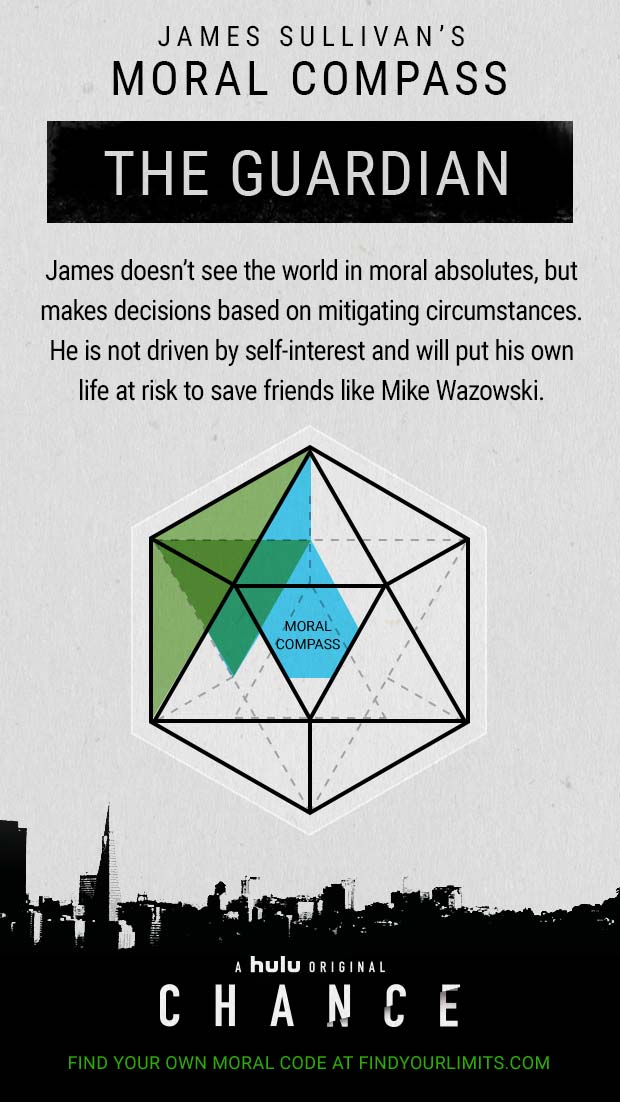 JAMES SULLIVAN’S
MORAL COMPASS
THE GUARDIAN
James doesn’t see the world in moral absolutes, but
makes decisions based on mitigating circumstances.
He is not driven by self-interest and will put his own
life at risk to save friends like Mike Wazowski.
MORAL
COMPASS
A hulu ORIGINAL
CHANCE
FIND YOUR OWN MORAL CODE AT FINDYOURLIMITS.COM